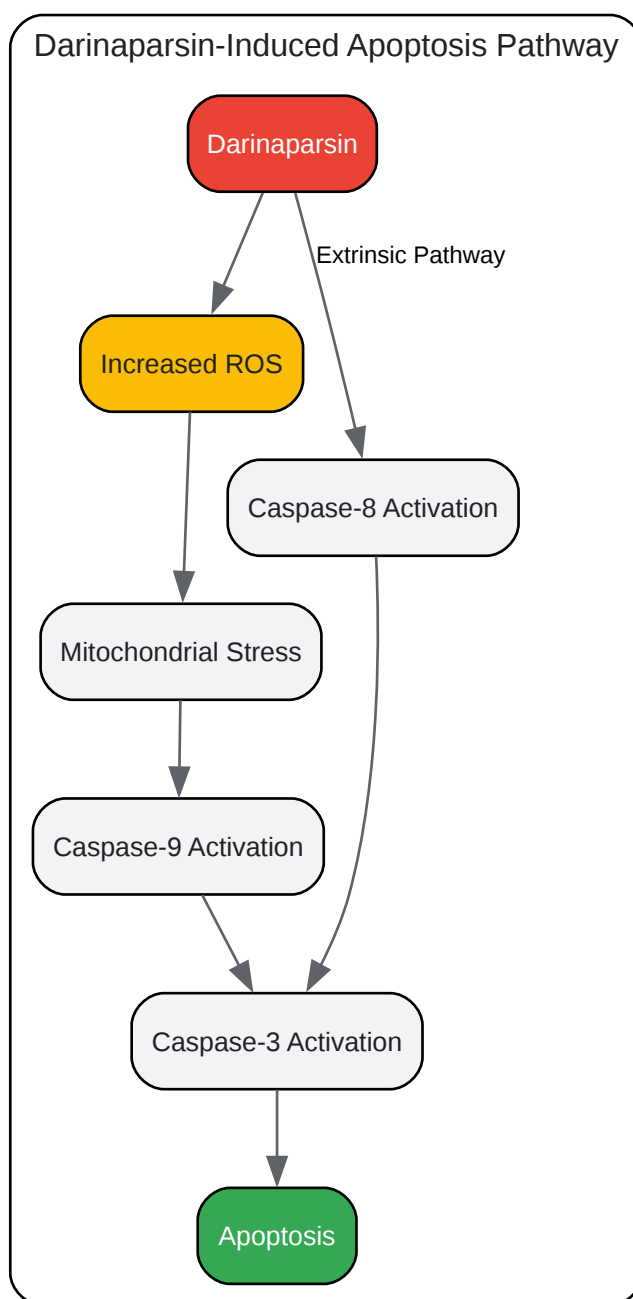 Darinaparsin-Induced Apoptosis Pathway
Darinaparsin
Extrinsic Pathway
Increased ROS
Caspase-8 Activation
Mitochondrial Stress
Caspase-9 Activation
Caspase-3 Activation
Apoptosis